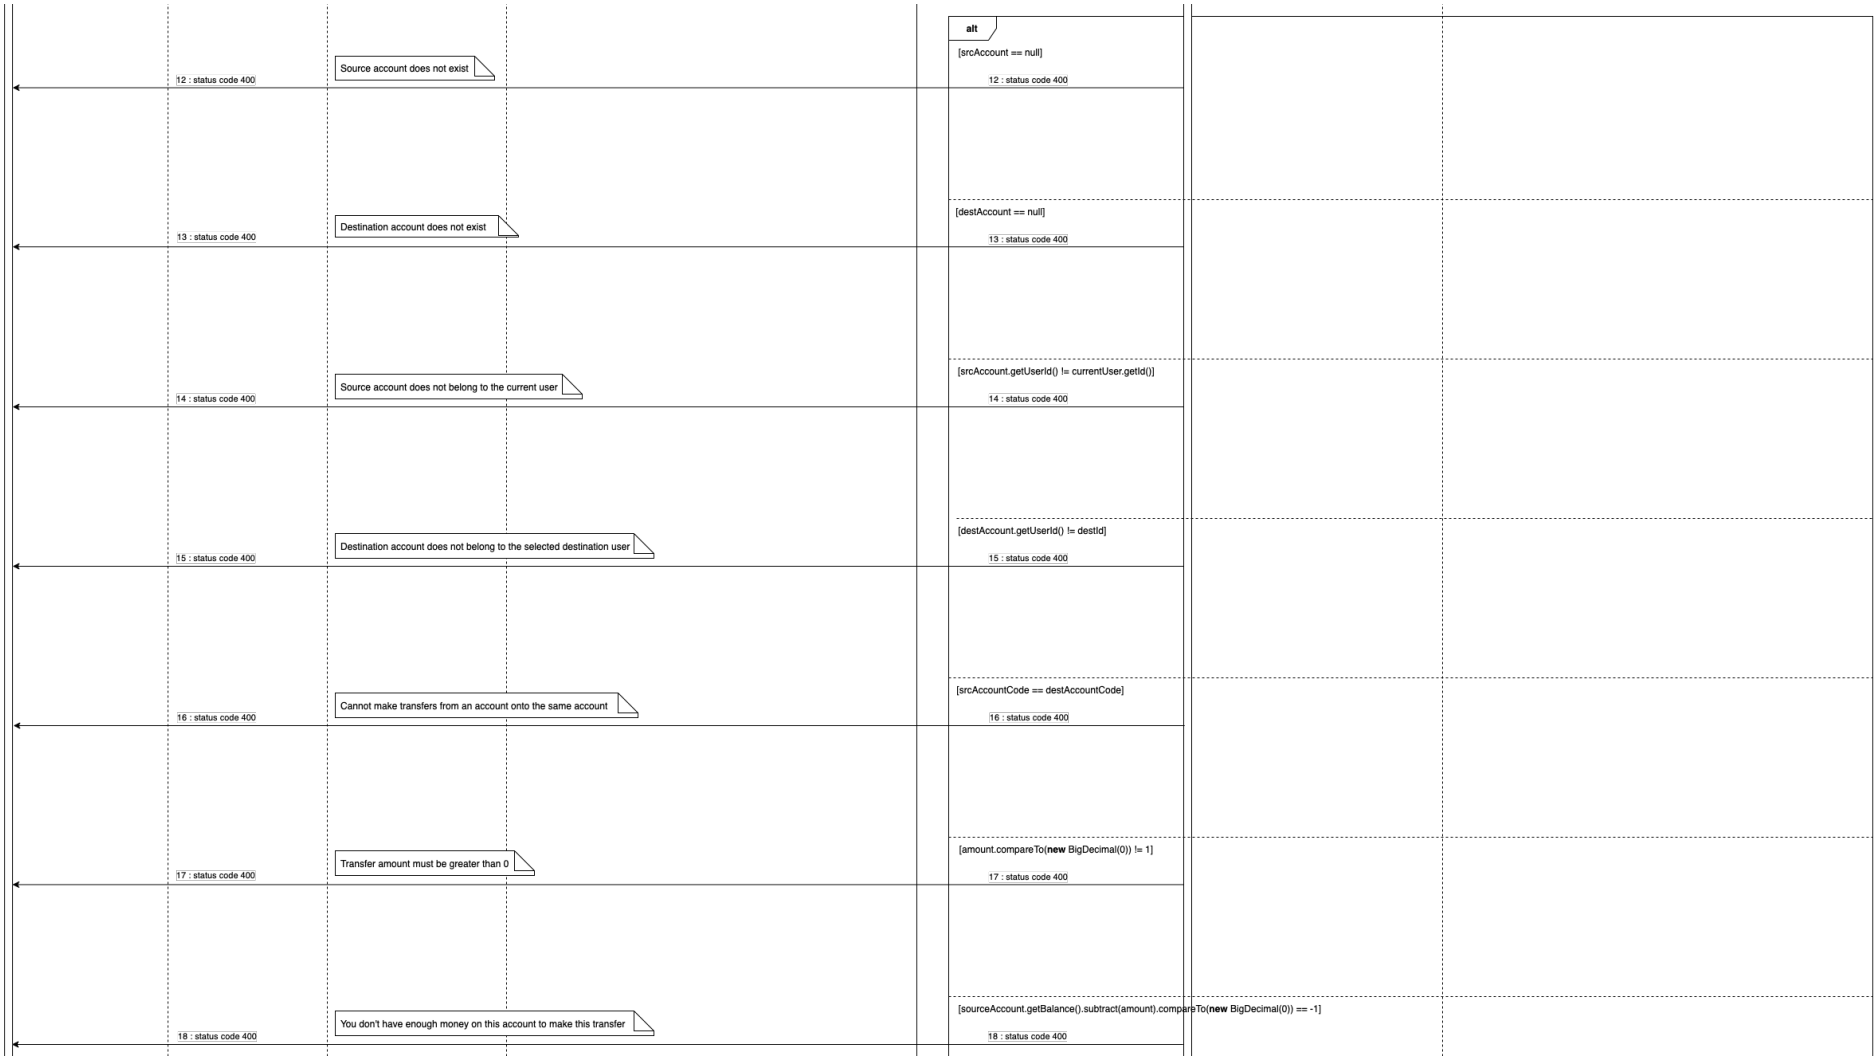 alt
[srcAccount == null]
Source account does not exist
12 : status code 400
12 : status code 400
[destAccount == null]
Destination account does not exist
13 : status code 400
13 : status code 400
[srcAccount.getUserId() != currentUser.getId()]
Source account does not belong to the current user
14 : status code 400
14 : status code 400
[destAccount.getUserId() != destId]
Destination account does not belong to the selected destination user
15 : status code 400
15 : status code 400
[srcAccountCode == destAccountCode]
Cannot make transfers from an account onto the same account
16 : status code 400
16 : status code 400
[amount.compareTo(new BigDecimal(0)) != 1]
Transfer amount must be greater than 0
17 : status code 400
17 : status code 400
[sourceAccount.getBalance().subtract(amount).compareTo(new BigDecimal(0)) == -1]
You don't have enough money on this account to make this transfer
18 : status code 400
18 : status code 400